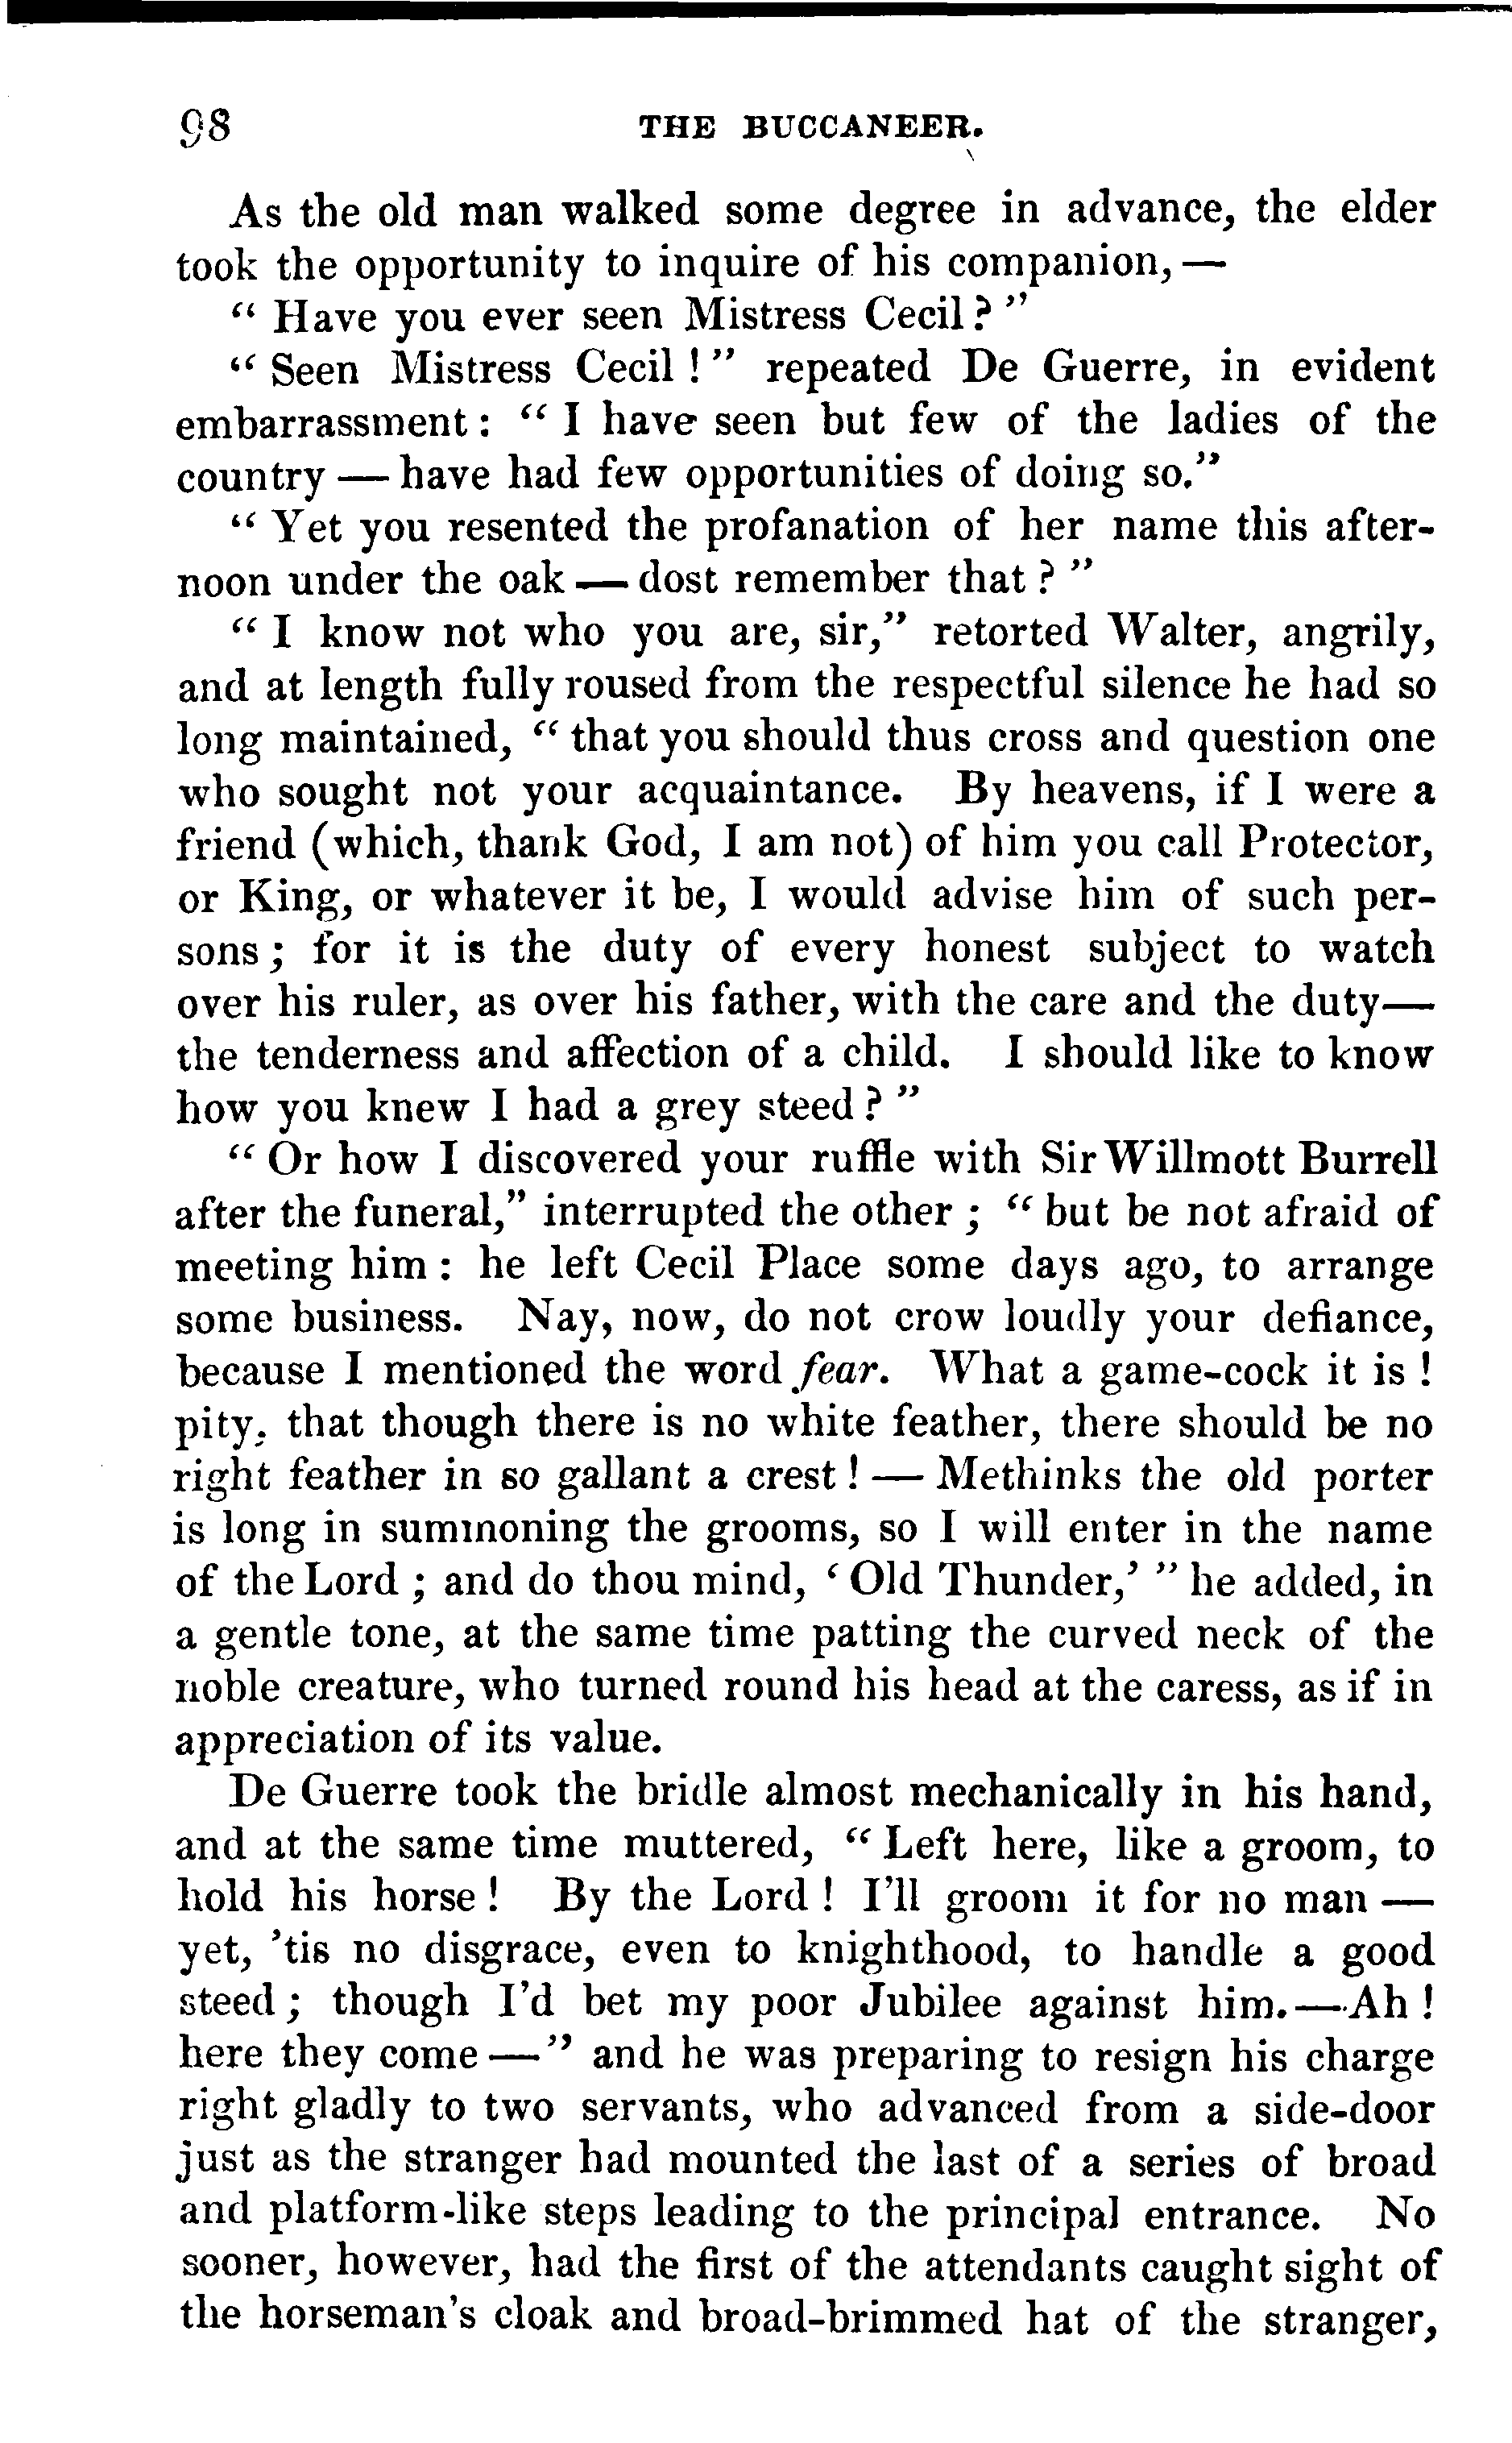 98 THE BUCCANEER.
As the old man walked some degree in advance, the elder
took the opportunity to inquire of his companion, —
“ Have you ever seen Mistress Cecil ? ”
“ Seen Mistress Cecil ! ” repeated De Guerre, in evident
embarrassment : “ I have seen but few of the ladies of the
country — have had few opportunities of doing so.”
“ Yet you resented the profanation of her name this after-
noon under the oak — dost remember that ? ”
“ I know not who you are, sir,” retorted Walter, angrily,
and at length fully roused from the respectful silence he had so
long maintained, “ that you should thus cross and question one
who sought not your acquaintance. By heavens, if I were a
friend (which, thank God, I am not) of him you call Protector,
or King, or whatever it be, I would advise him of such per-
sons ; for it is the duty of every honest subject to watch
over his ruler, as over his father, with the care and the duty—
the tenderness and affection of a child. I should like to know
how you knew I had a grey steed ? ”
“ Or how I discovered your ruffle with Sir Willmott Burrell
after the funeral,” interrupted the other ; “ but be not afraid of
meeting him : he left Cecil Place some days ago, to arrange
some business. Nay, now, do not crow loudly your defiance,
because I mentioned the word fear. What a game-cock it is !
pity, that though there is no white feather, there should be no
right feather in so gallant a crest ! — Methinks the old porter
is long in summoning the grooms, so I will enter in the name
of the Lord ; and do thou mind, ‘ Old Thunder,’ ” he added, in
a gentle tone, at the same time patting the curved neck of the
noble creature, who turned round his head at the caress, as if in
appreciation of its value.
De Guerre took the bridle almost mechanically in his hand,
and at the same time muttered, “ Left here, like a groom, to
hold his horse ! By the Lord ! I'll groom it for no man —
yet, 'tis no disgrace, even to knighthood, to handle a good
steed ; though I'd bet my poor Jubilee against him.—Ah !
here they come —” and he was preparing to resign his charge
right gladly to two servants, who advanced from a side-door
just as the stranger had mounted the last of a series of broad
and platform-like steps leading to the principal entrance. No
sooner, however, had the first of the attendants caught sight of
the horseman's cloak and broad-brimmed hat of the stranger,